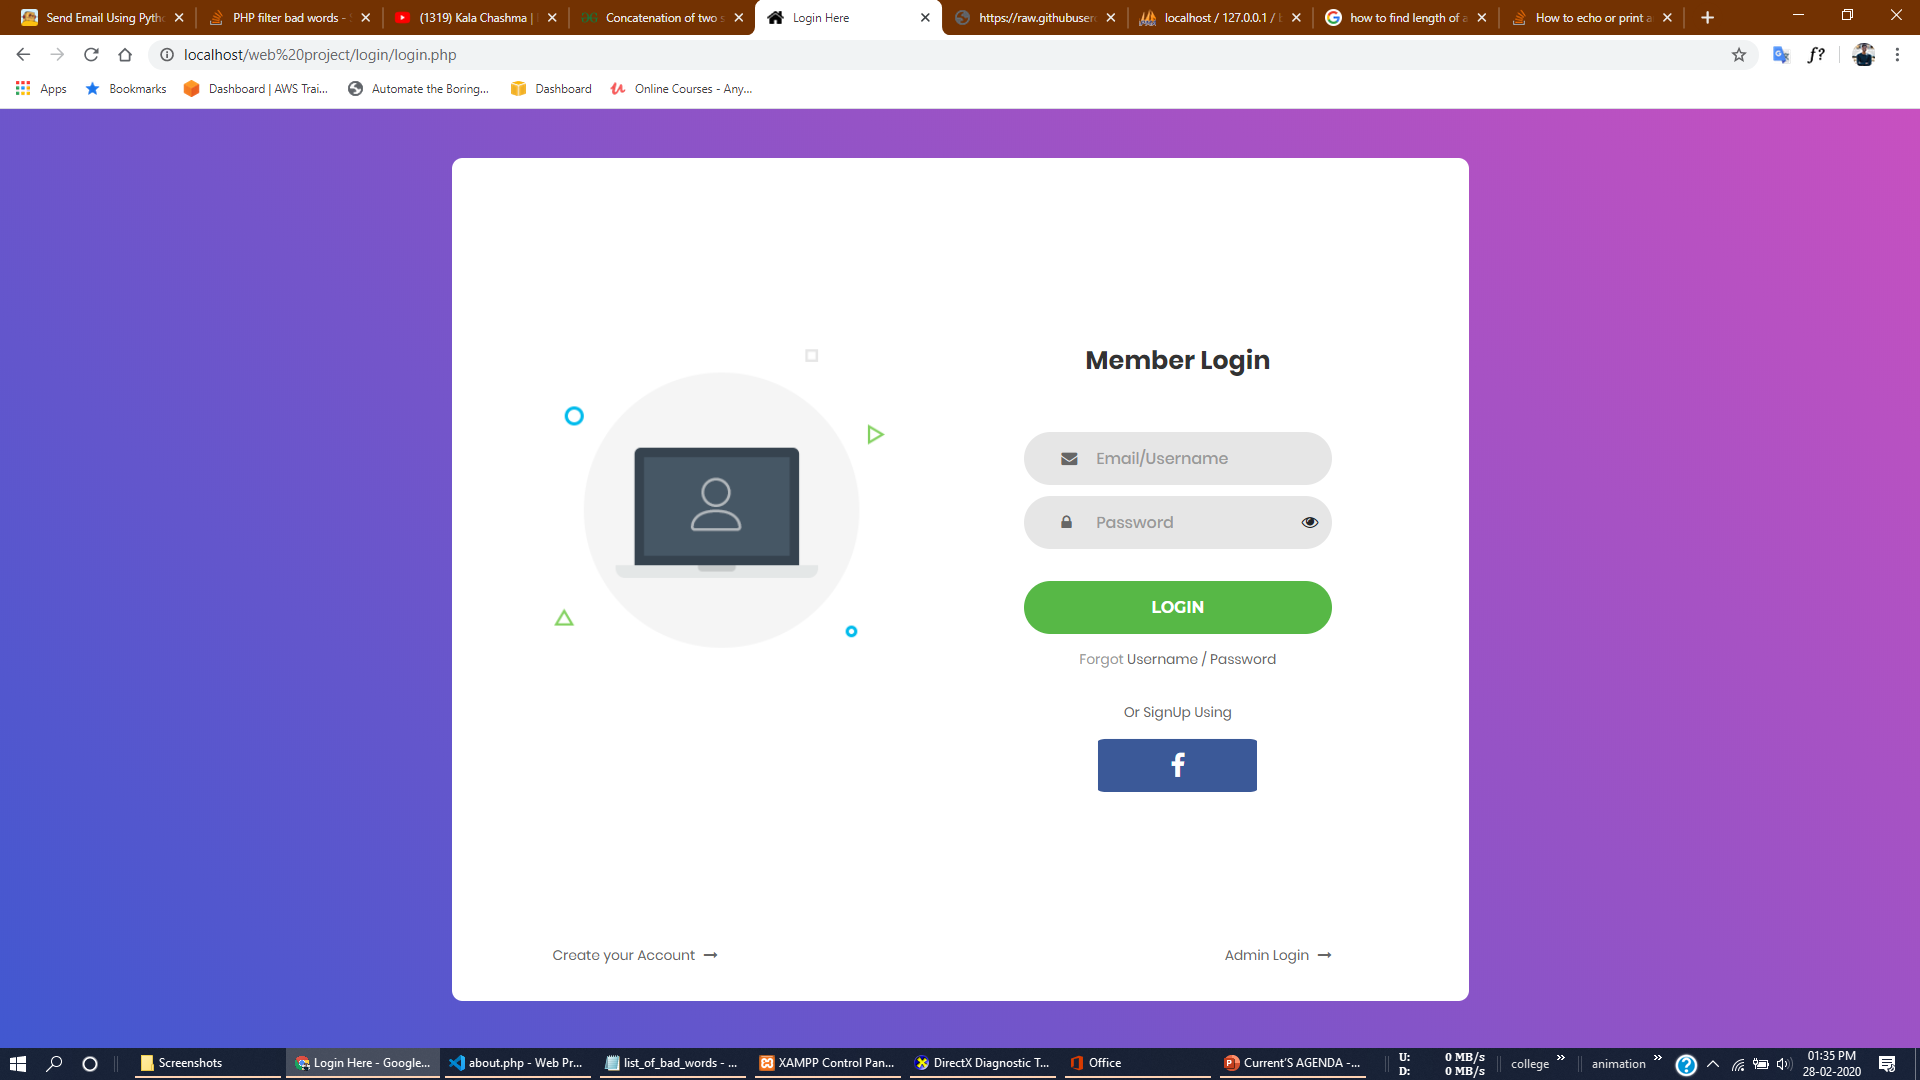 Send Email Using Pyth
PHP filter bad words -
(1319) Kala Chashma |
Concatenation of two s
Login Here
https://raw.githubuserc
localhost / 127.0.0.1 / b
how to find length of a
How to echo or print a
localhost/web%20project/login/login.php
f?
Apps
Bookmarks
Dashboard | AWS Trai...
Automate the Boring...
Dashboard
Online Courses - Any...
Member Login
Email/Username
Password
LOGIN
Forgot Username / Password
Or SignUp Using
f
Create your Account
Admin Login
Screenshots
Login Here - Google...
about.php - Web Pr...
list_of_bad_words - ...
XAMPP Control Pan...
DirectX Diagnostic T...
Office
Current'S AGENDA -...
U: 0 MB/s
D: 0 MB/s
college
animation
01:35 PM
28-02-2020